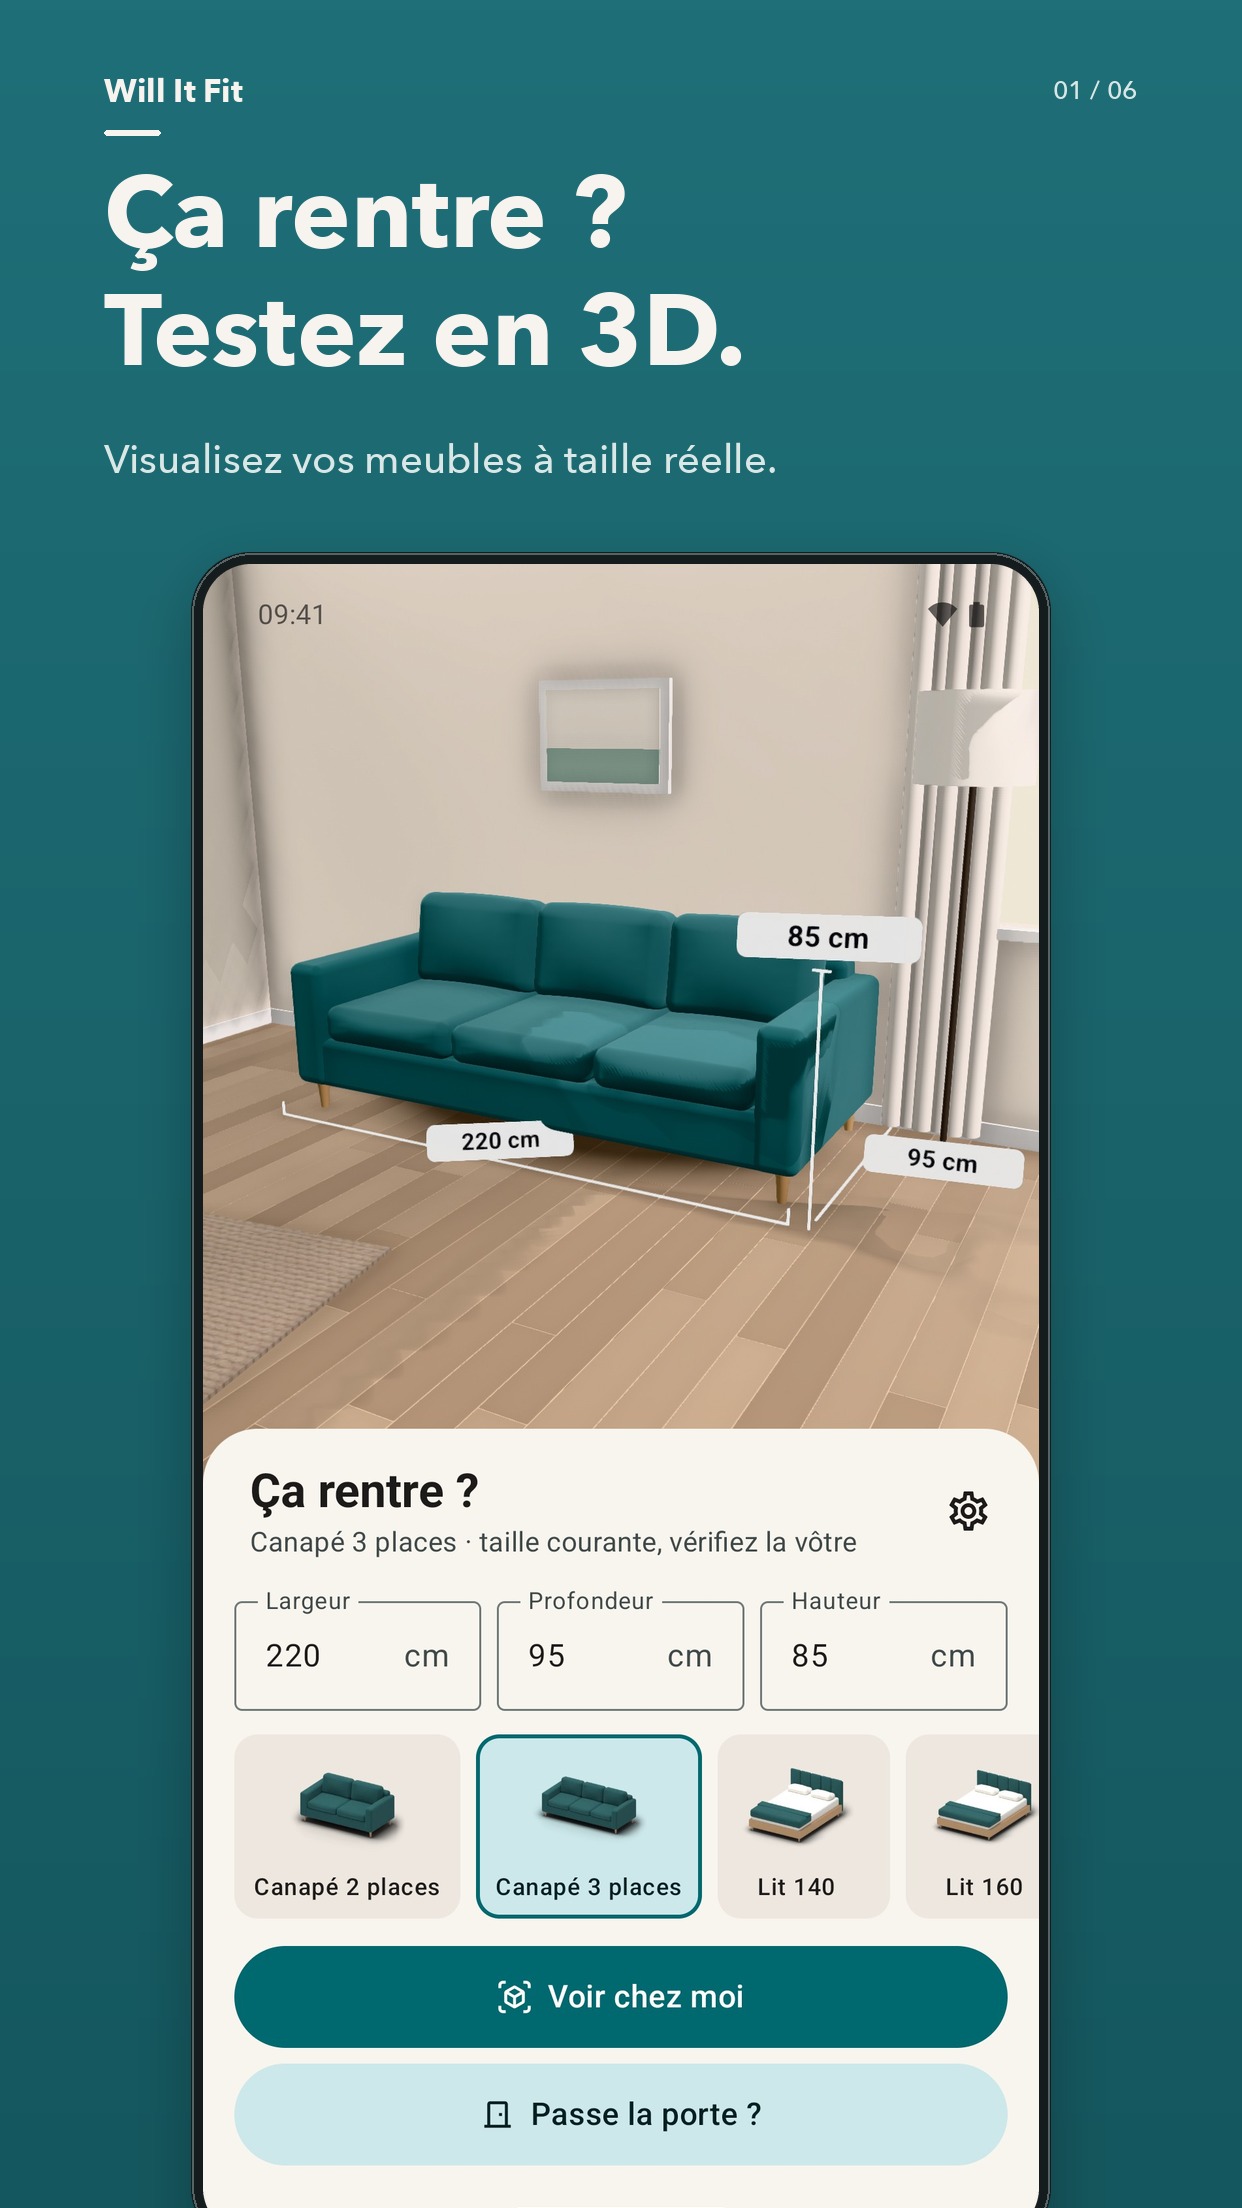 Will It Fit
01 / 06
Ça rentre ?
Testez en 3D.
Visualisez vos meubles à taille réelle.
09:41
85 cm
220 cm
95 cm
Ça rentre ?
Canapé 3 places · taille courante, vérifiez la vôtre
Largeur
Profondeur
Hauteur
220 cm
95 cm
85 cm
Canapé 2 places
Canapé 3 places
Lit 140
Lit 160
Voir chez moi
Passe la porte ?